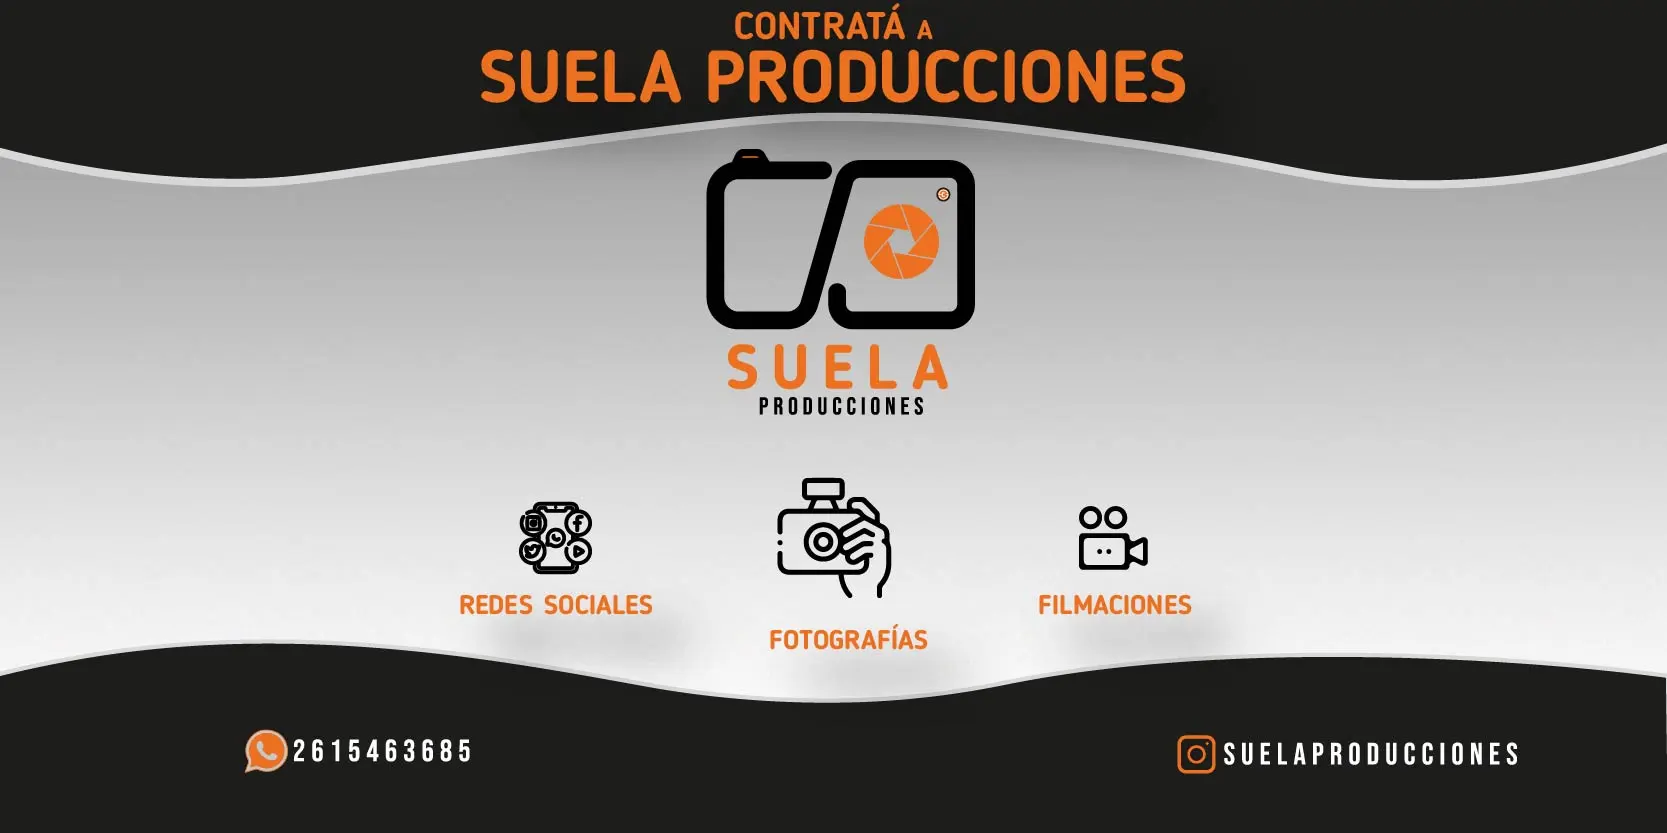 CONTRATÁ A
SUELA PRODUCCIONES
SUELA
PRODUCCIONES
REDES SOCIALES
FOTOGRAFÍAS
FILMACIONES
2615463685
SUELAPRODUCCIONES